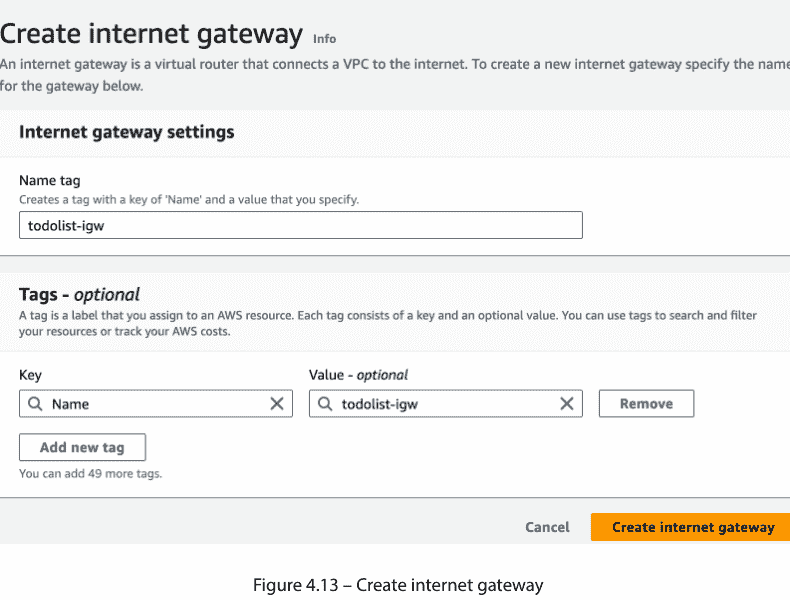 Create internet gateway Info
An internet gateway is a virtual router that connects a VPC to the internet. To create a new internet gateway specify the name
for the gateway below.
Internet gateway settings
Name tag
Creates a tag with a key of 'Name' and a value that you specify.
todolist-igw
Tags - optional
A tag is a label that you assign to an AWS resource. Each tag consists of a key and an optional value. You can use tags to search and filter
your resources or track your AWS costs.
Key Value - optional
Name todolist-igw Remove
Add new tag
You can add 49 more tags.
Cancel Create internet gateway
Figure 4.13 – Create internet gateway